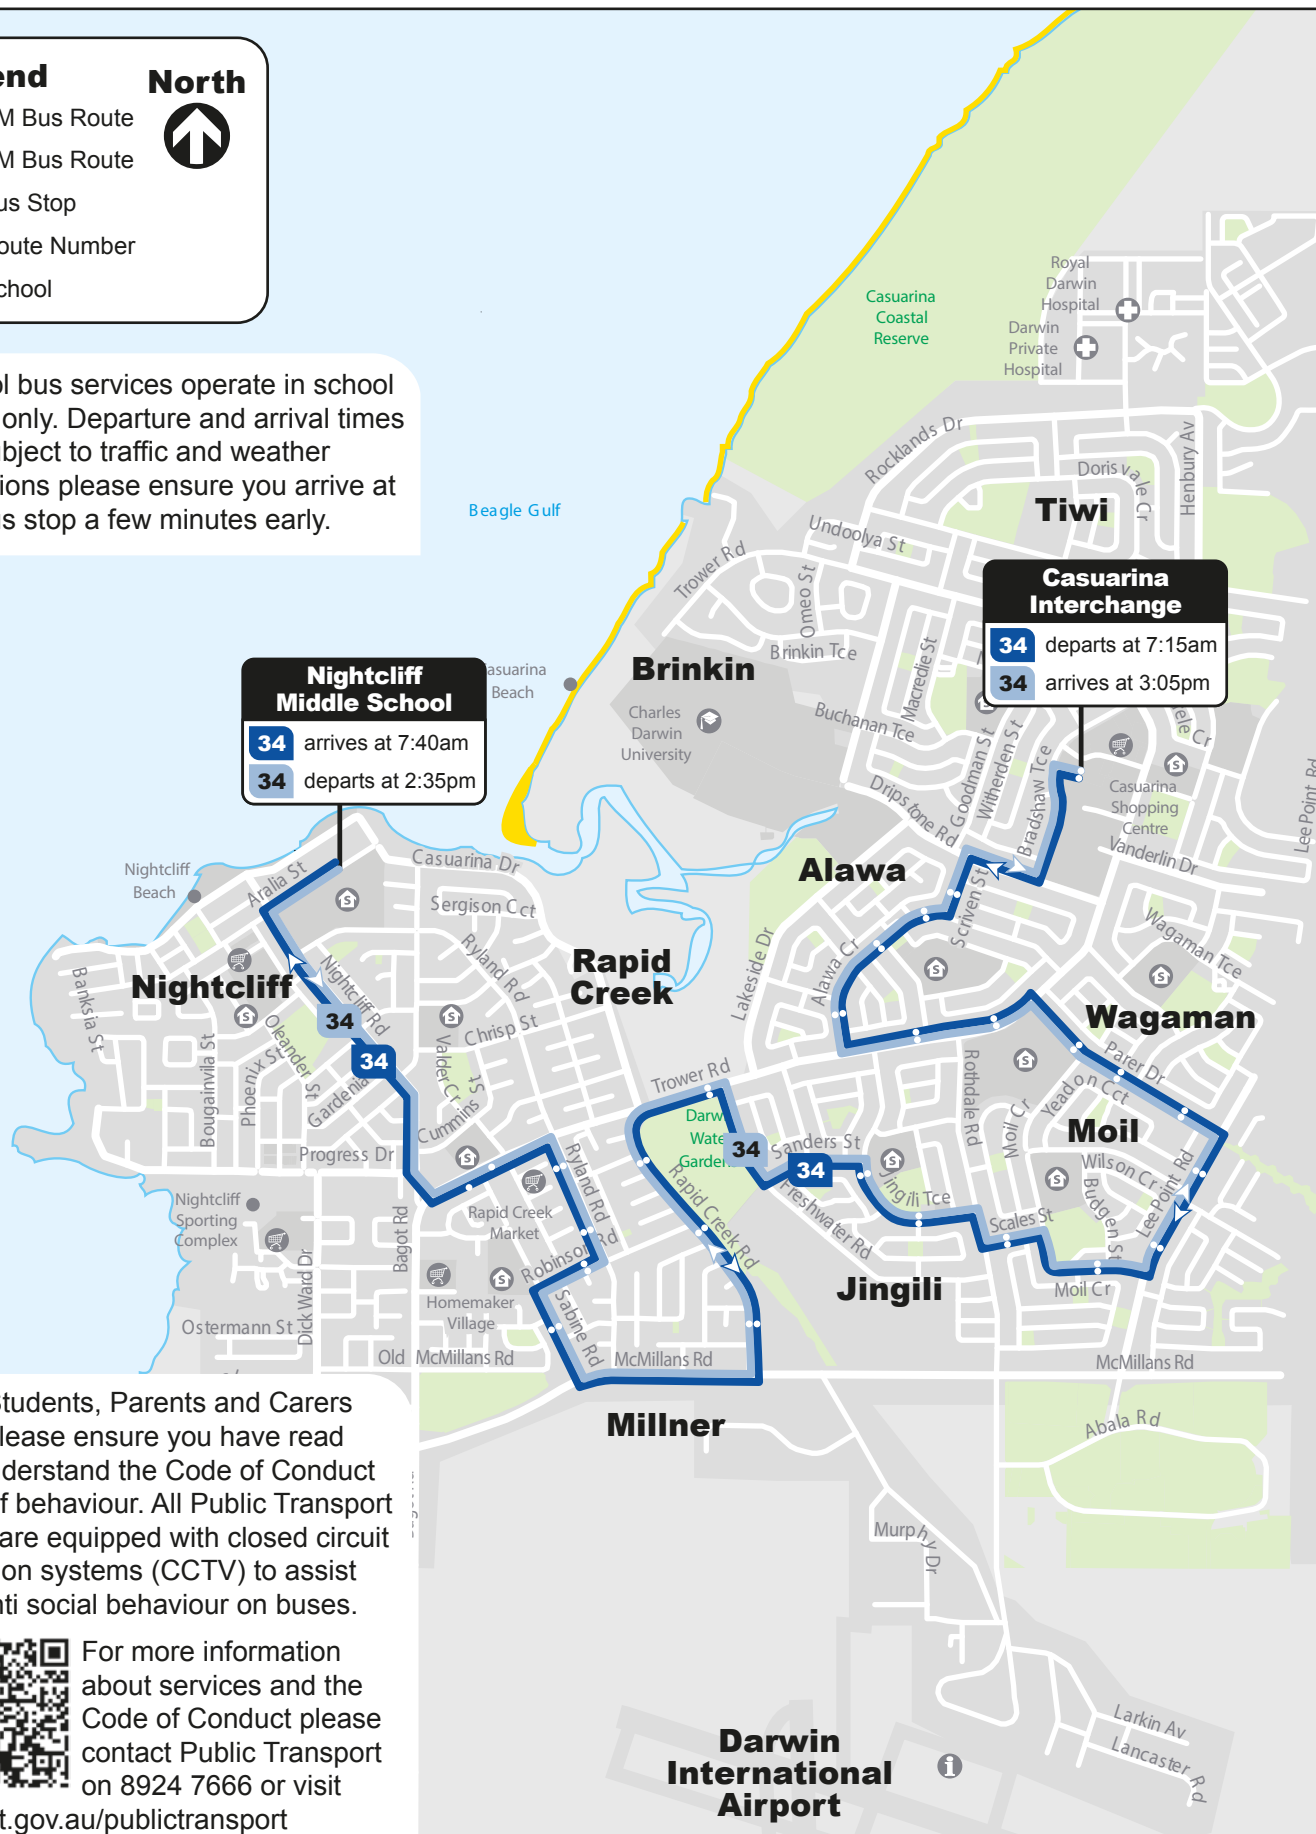 end
North
M Bus Route
M Bus Route
us Stop
oute Number
chool
ol bus services operate in school
only. Departure and arrival times
ubject to traffic and weather
tions please ensure you arrive at
us stop a few minutes early.
Beagle Gulf
Casuarina
Coastal
Reserve
Royal
Darwin
Hospital
Darwin
Private
Hospital
Rocklands Dr
Dorisvale Cr
Henbury Av
Tiwi
Undoolya St
Trower Rd
Omeo St
Brinkin Tce
Macredie St
Casuarina
Interchange
34 departs at 7:15am
34 arrives at 3:05pm
Brinkin
Charles
Darwin
University
Buchanan Tce
Nightcliff
Middle School
34 arrives at 7:40am
34 departs at 2:35pm
asuarina
Beach
Goodman St
Witherden St
Bradshaw Tce
ele Cr
Casuarina
Shopping
Centre
Lee Point Rd
Dripstone Rd
Vanderlin Dr
Alawa
Scriven St
Wagaman Tce
Nightcliff
Beach
Aralia St
Casuarina Dr
Sergison Cct
Ryland Rd
Rapid
Creek
Lakeside Dr
Alawa Cr
Wagaman
Banksia St
Nightcliff
Nightcliff Rd
34
34
Chrisp St
Valder Cr
Cummins St
Bougainvilla St
Phoenix St
Oleander St
Gardenia
Progress Dr
Trower Rd
Rothdale Rd
Moil Cr
Yeadon Cct
Parer Dr
Moil
Wilson Cr
Budgen St
Lee Point Rd
Darw
Wate
Garden
34
34
Sanders St
Jingili Tce
Freshwater Rd
Scales St
Rapid Creek Rd
Jingili
Moil Cr
Nightcliff
Sporting
Complex
Dick Ward Dr
Bagot Rd
Rapid Creek
Market
Ryland Rd
Robinson Rd
Homemaker
Village
Sabine Rd
Ostermann St
Old McMillans Rd
McMillans Rd
McMillans Rd
Millner
Abala Rd
Students, Parents and Carers
lease ensure you have read
derstand the Code of Conduct
f behaviour. All Public Transport
are equipped with closed circuit
on systems (CCTV) to assist
nti social behaviour on buses.
Murphy Dr
For more information
about services and the
Code of Conduct please
contact Public Transport
on 8924 7666 or visit
t.gov.au/publictransport
Larkin Av
Lancaster Rd
Darwin
International
Airport